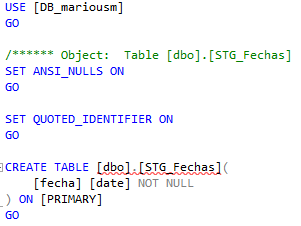 USE [DB_mariousm]
GO
/****** Object:  Table [dbo].[STG_Fechas]
SET ANSI_NULLS ON
GO
SET QUOTED_IDENTIFIER ON
GO
CREATE TABLE [dbo].[STG_Fechas](
[fecha] [date] NOT NULL
) ON [PRIMARY]
GO